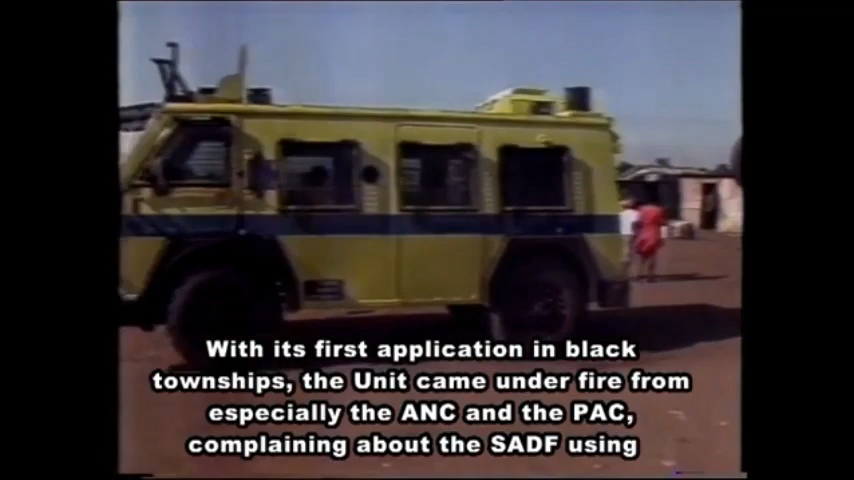 With its first application in black
townships, the Unit came under fire from
especially the ANC and the PAC,
complaining about the SADF using